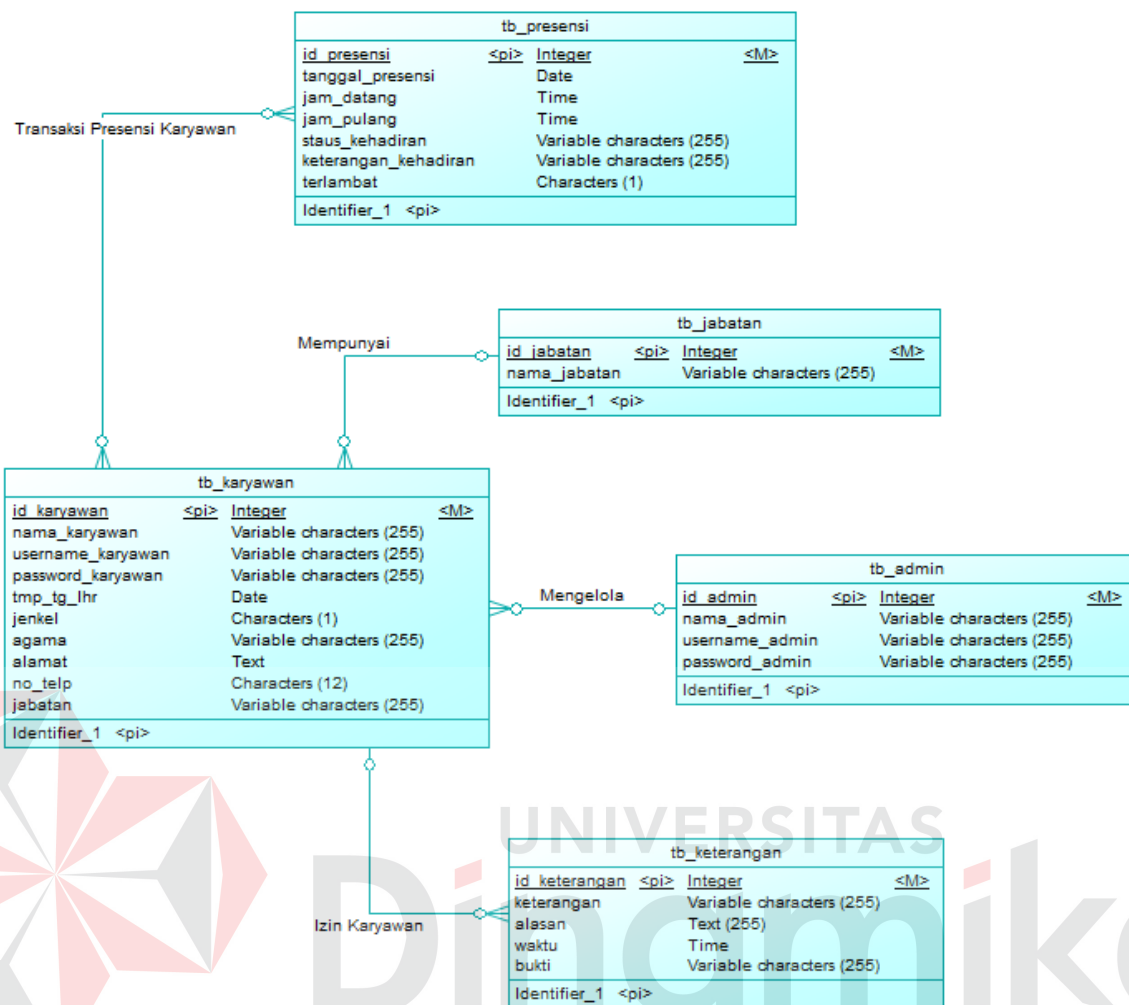 tb_presensi
id_presensi <pi> Integer <M>
tanggal_presensi Date
jam_datang Time
jam_pulang Time
staus_kehadiran Variable characters (255)
keterangan_kehadiran Variable characters (255)
terlambat Characters (1)
Identifier_1 <pi>
Transaksi Presensi Karyawan
Mempunyai
tb_jabatan
id_jabatan <pi> Integer <M>
nama_jabatan Variable characters (255)
Identifier_1 <pi>
tb_karyawan
id_karyawan <pi> Integer <M>
nama_karyawan Variable characters (255)
username_karyawan Variable characters (255)
password_karyawan Variable characters (255)
tmp_tg_lhr Date
jenkel Characters (1)
agama Variable characters (255)
alamat Text
no_telp Characters (12)
jabatan Variable characters (255)
Identifier_1 <pi>
Mengelola
tb_admin
id_admin <pi> Integer <M>
nama_admin Variable characters (255)
username_admin Variable characters (255)
password_admin Variable characters (255)
Identifier_1 <pi>
Izin Karyawan
tb_keterangan
id_keterangan <pi> Integer <M>
keterangan Variable characters (255)
alasan Text (255)
waktu Time
bukti Variable characters (255)
Identifier_1 <pi>
UNIVERSITAS
Dinamika